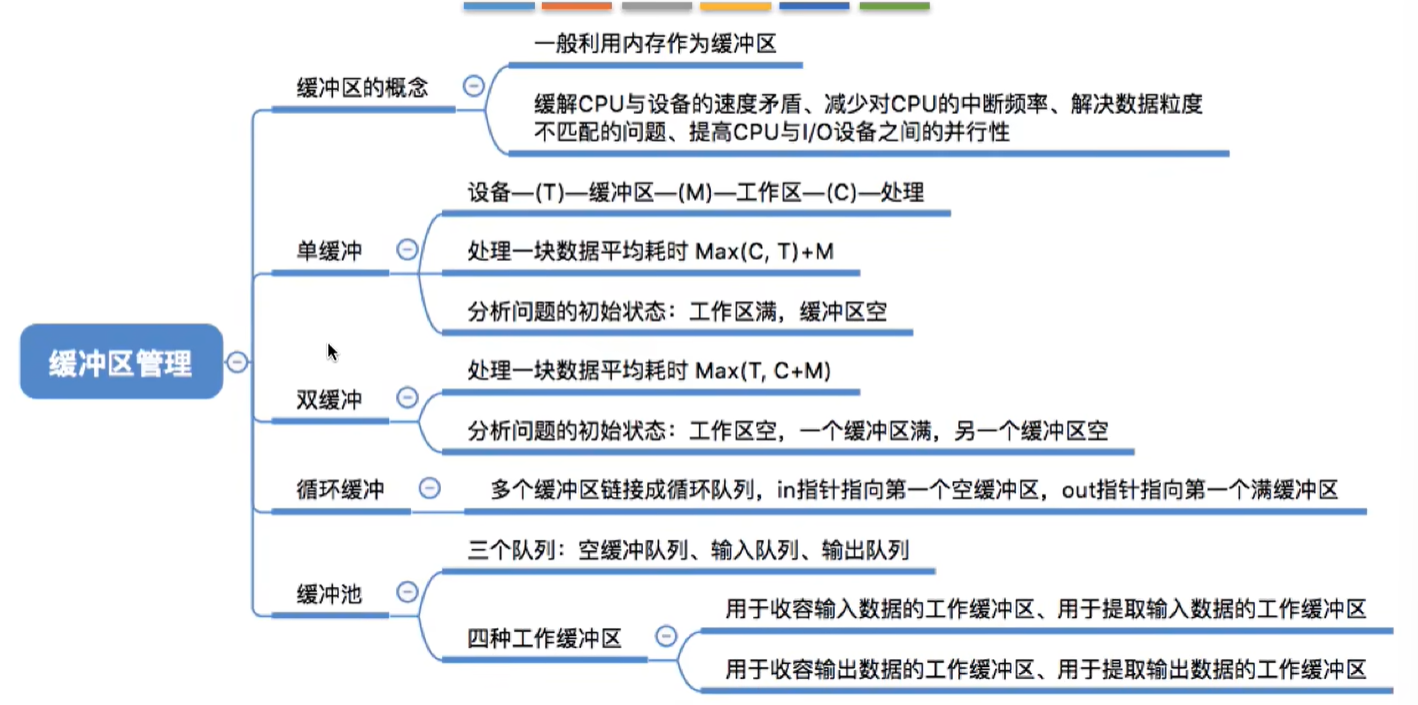 一般利用内存作为缓冲区
缓冲区的概念
缓解CPU与设备的速度矛盾、减少对CPU的中断频率、解决数据粒度
不匹配的问题、提高CPU与I/O设备之间的并行性
设备—(T)—缓冲区—(M)—工作区—(C)—处理
单缓冲
处理一块数据平均耗时 Max(C, T)+M
分析问题的初始状态：工作区满，缓冲区空
缓冲区管理
处理一块数据平均耗时 Max(T, C+M)
双缓冲
分析问题的初始状态：工作区空，一个缓冲区满，另一个缓冲区空
循环缓冲
多个缓冲区链接成循环队列，in指针指向第一个空缓冲区，out指针指向第一个满缓冲区
三个队列：空缓冲队列、输入队列、输出队列
缓冲池
四种工作缓冲区
用于收容输入数据的工作缓冲区、用于提取输入数据的工作缓冲区
用于收容输出数据的工作缓冲区、用于提取输出数据的工作缓冲区